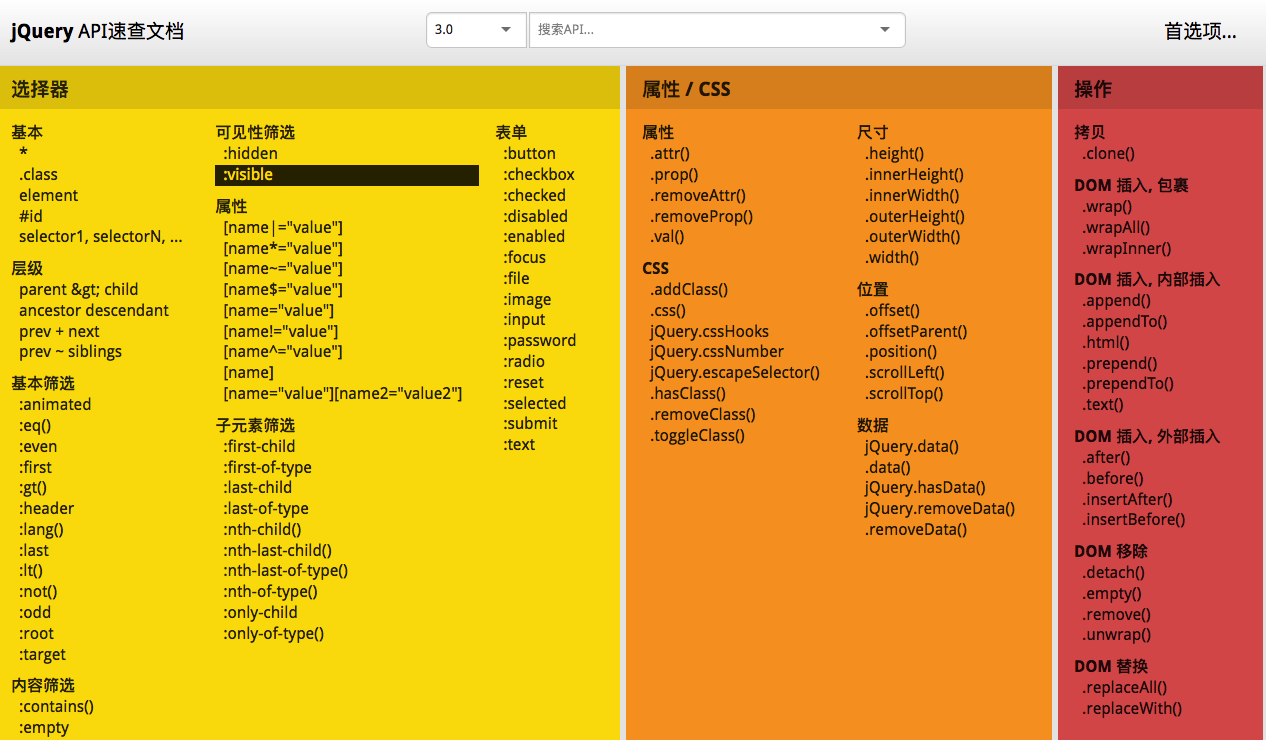 jQuery API速查文档
3.0
搜索API...
首选项...
选择器
基本
*
.class
element
#id
selector1, selectorN, ...
层级
parent &gt; child
ancestor descendant
prev + next
prev ~ siblings
基本筛选
:animated
:eq()
:even
:first
:gt()
:header
:lang()
:last
:lt()
:not()
:odd
:root
:target
内容筛选
:contains()
:empty
可见性筛选
:hidden
:visible
属性
[name|="value"]
[name*="value"]
[name~="value"]
[name$="value"]
[name="value"]
[name!="value"]
[name^="value"]
[name]
[name="value"][name2="value2"]
子元素筛选
:first-child
:first-of-type
:last-child
:last-of-type
:nth-child()
:nth-last-child()
:nth-last-of-type()
:nth-of-type()
:only-child
:only-of-type()
表单
:button
:checkbox
:checked
:disabled
:enabled
:focus
:file
:image
:input
:password
:radio
:reset
:selected
:submit
:text
属性 / CSS
属性
.attr()
.prop()
.removeAttr()
.removeProp()
.val()
CSS
.addClass()
.css()
jQuery.cssHooks
jQuery.cssNumber
jQuery.escapeSelector()
.hasClass()
.removeClass()
.toggleClass()
尺寸
.height()
.innerHeight()
.innerWidth()
.outerHeight()
.outerWidth()
.width()
位置
.offset()
.offsetParent()
.position()
.scrollLeft()
.scrollTop()
数据
jQuery.data()
.data()
jQuery.hasData()
jQuery.removeData()
.removeData()
操作
拷贝
.clone()
DOM 插入, 包裹
.wrap()
.wrapAll()
.wrapInner()
DOM 插入, 内部插入
.append()
.appendTo()
.html()
.prepend()
.prependTo()
.text()
DOM 插入, 外部插入
.after()
.before()
.insertAfter()
.insertBefore()
DOM 移除
.detach()
.empty()
.remove()
.unwrap()
DOM 替换
.replaceAll()
.replaceWith()